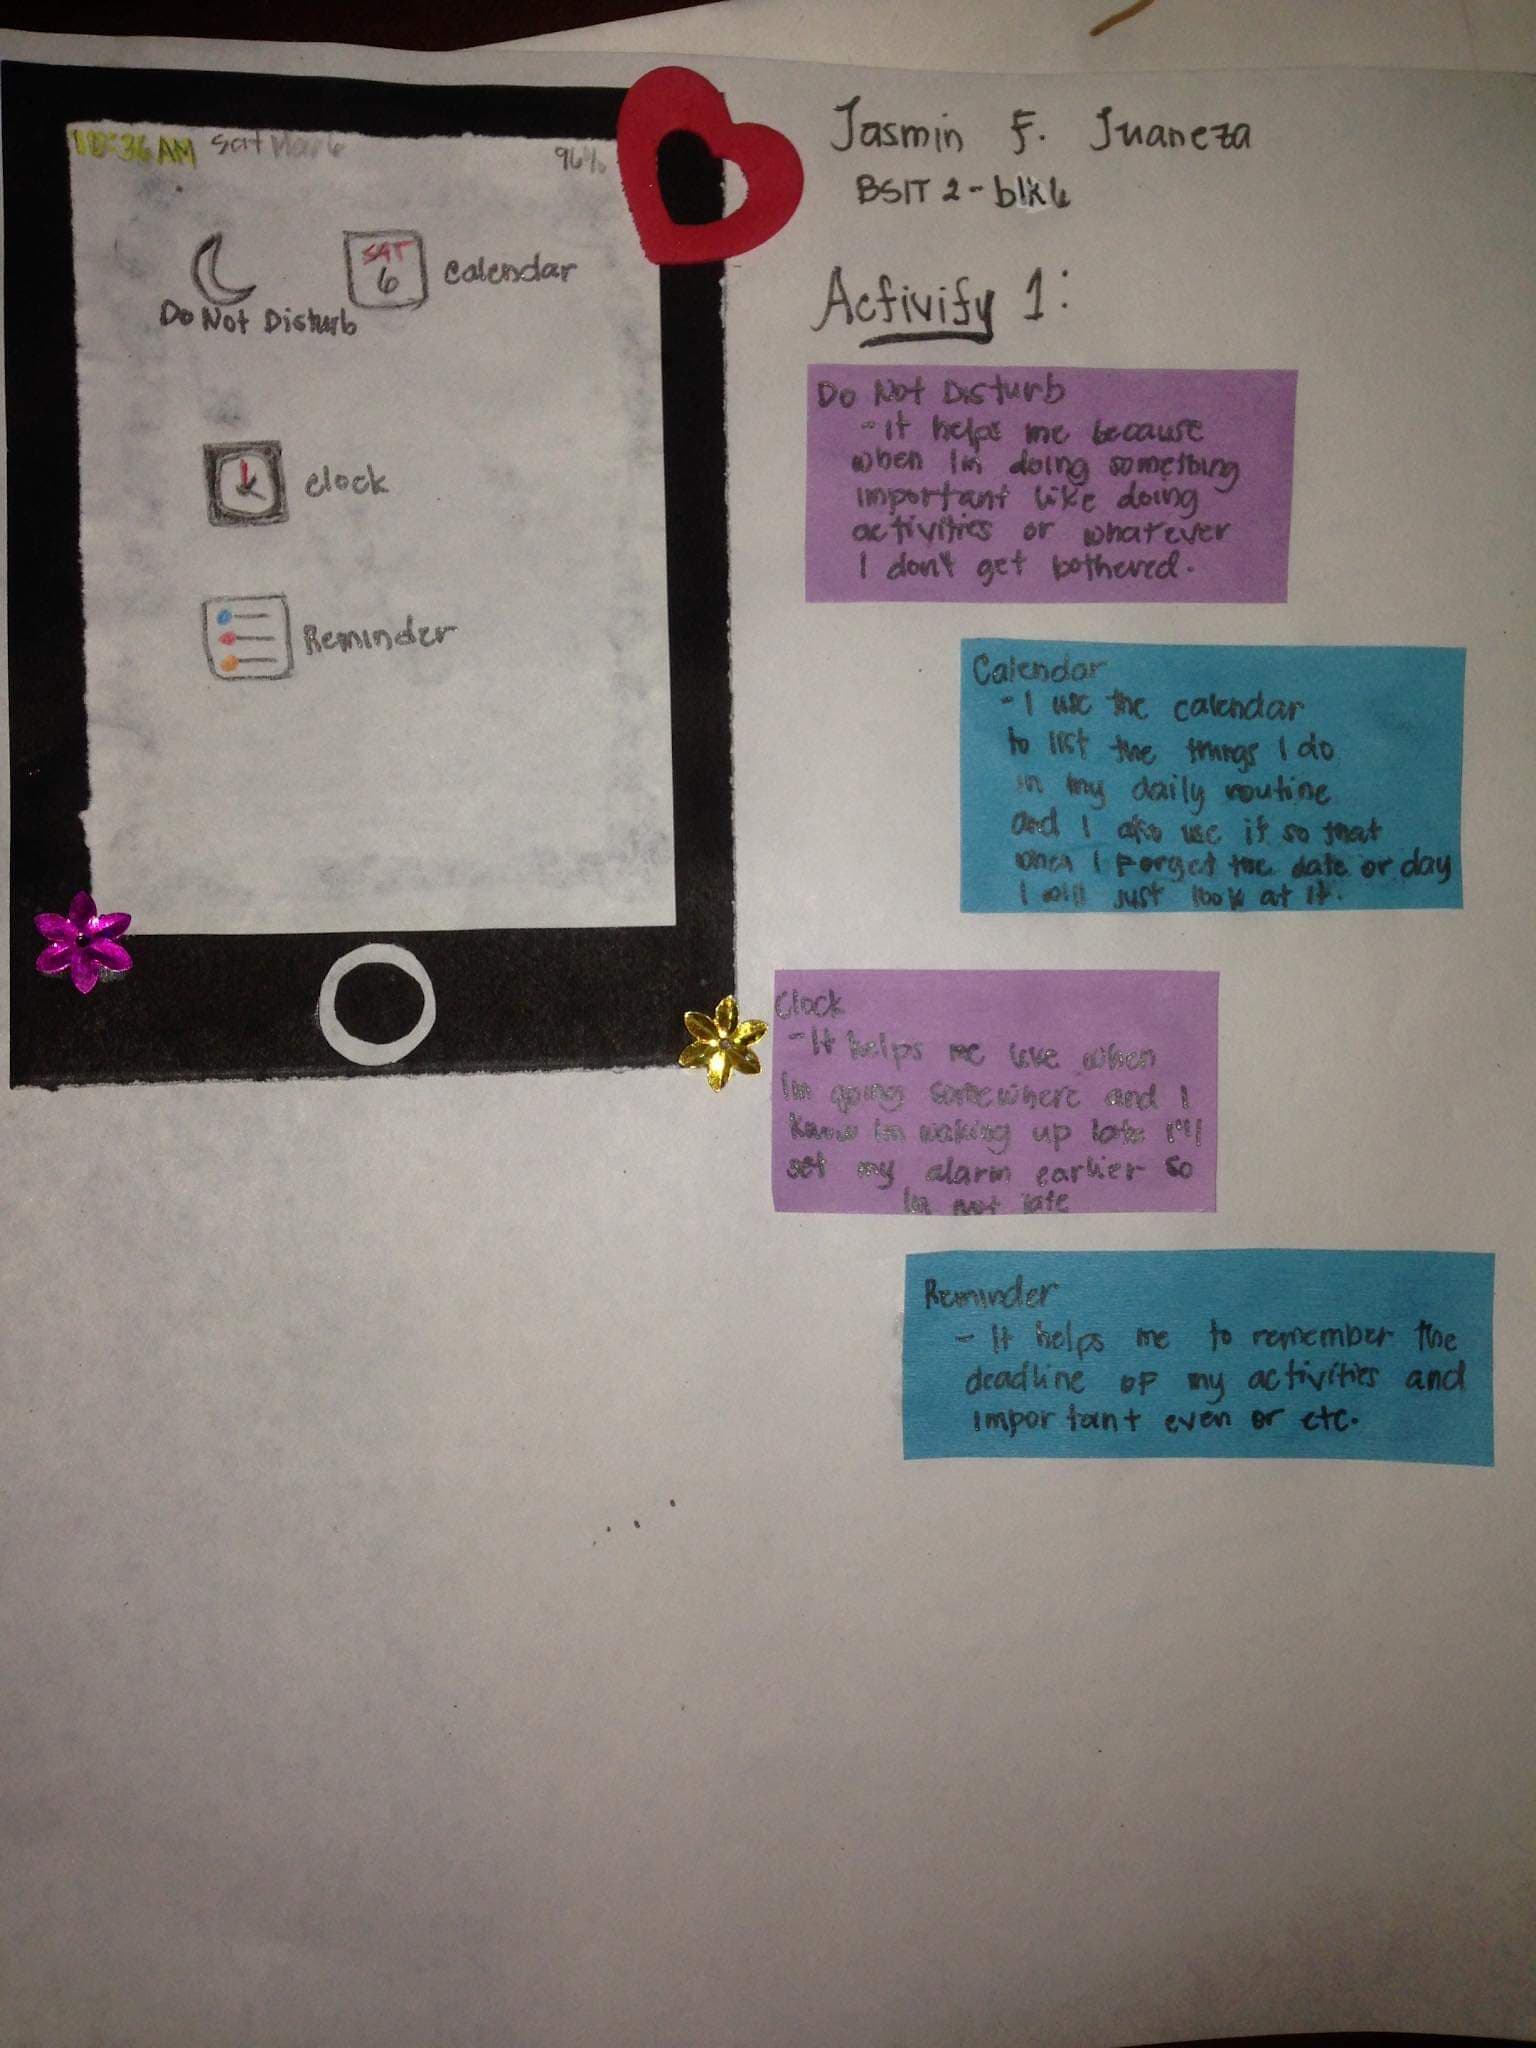 10:36 AM Sat Mar 6 96%
Do Not Disturb
SAT
6
calendar
clock
Reminder
Jasmin F. Juaneza
BSIT 2 - blk 6
Activity 1:
Do Not Disturb
- It helps me because
when Im doing something
important like doing
activities or whatever
I don't get bothered.
Calendar
- I use the calendar
to list the things I do
in my daily routine
and I also use it so that
when I forget the date or day
I will just look at it.
Clock
- It helps me like when
Im going somewhere and I
know Im waking up late I'll
set my alarm earlier so
Im not late
Reminder
- It helps me to remember the
deadline of my activities and
important even or etc.